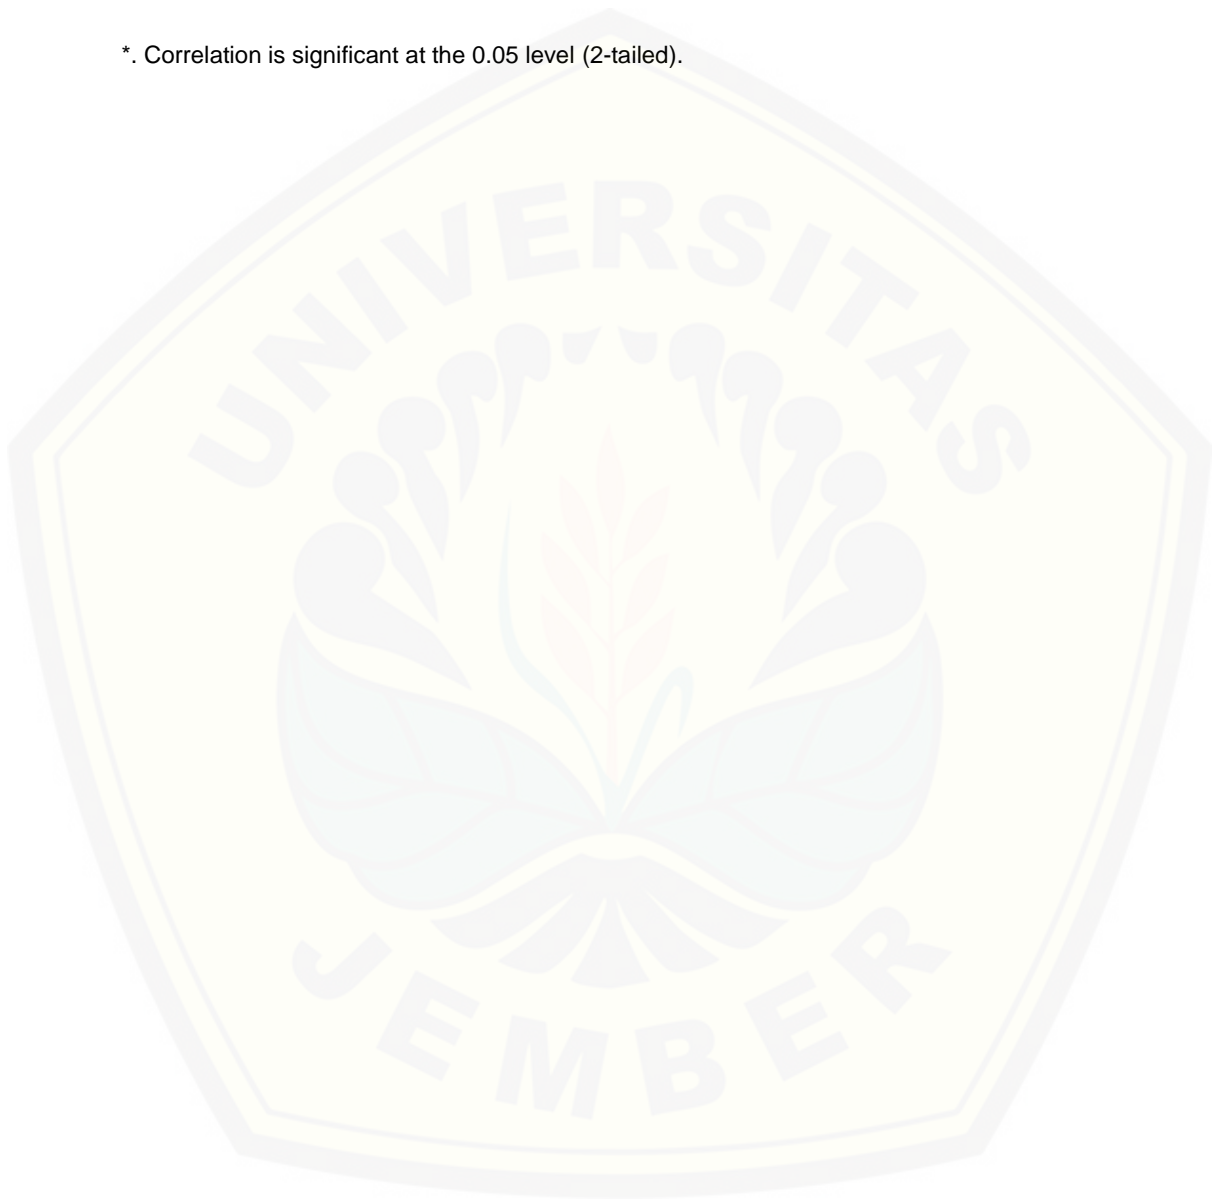 *. Correlation is significant at the 0.05 level (2-tailed).
UNIVERSITAS
JEMBER